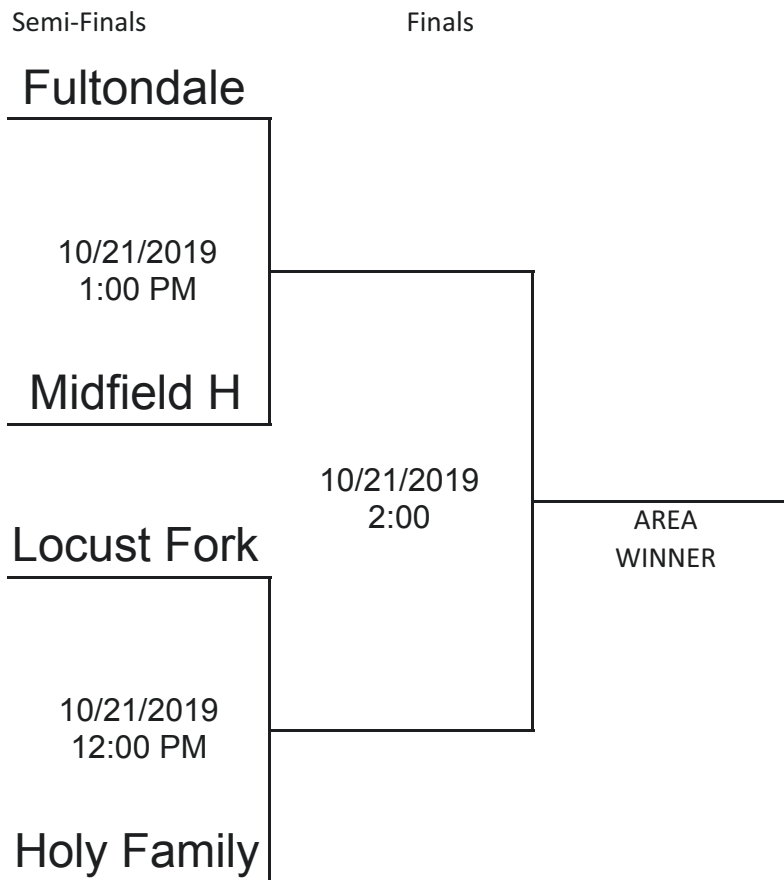 Semi-Finals
Finals
Fultondale
10/21/2019
1:00 PM
Midfield H
10/21/2019
2:00
AREA
WINNER
Locust Fork
10/21/2019
12:00 PM
Holy Family